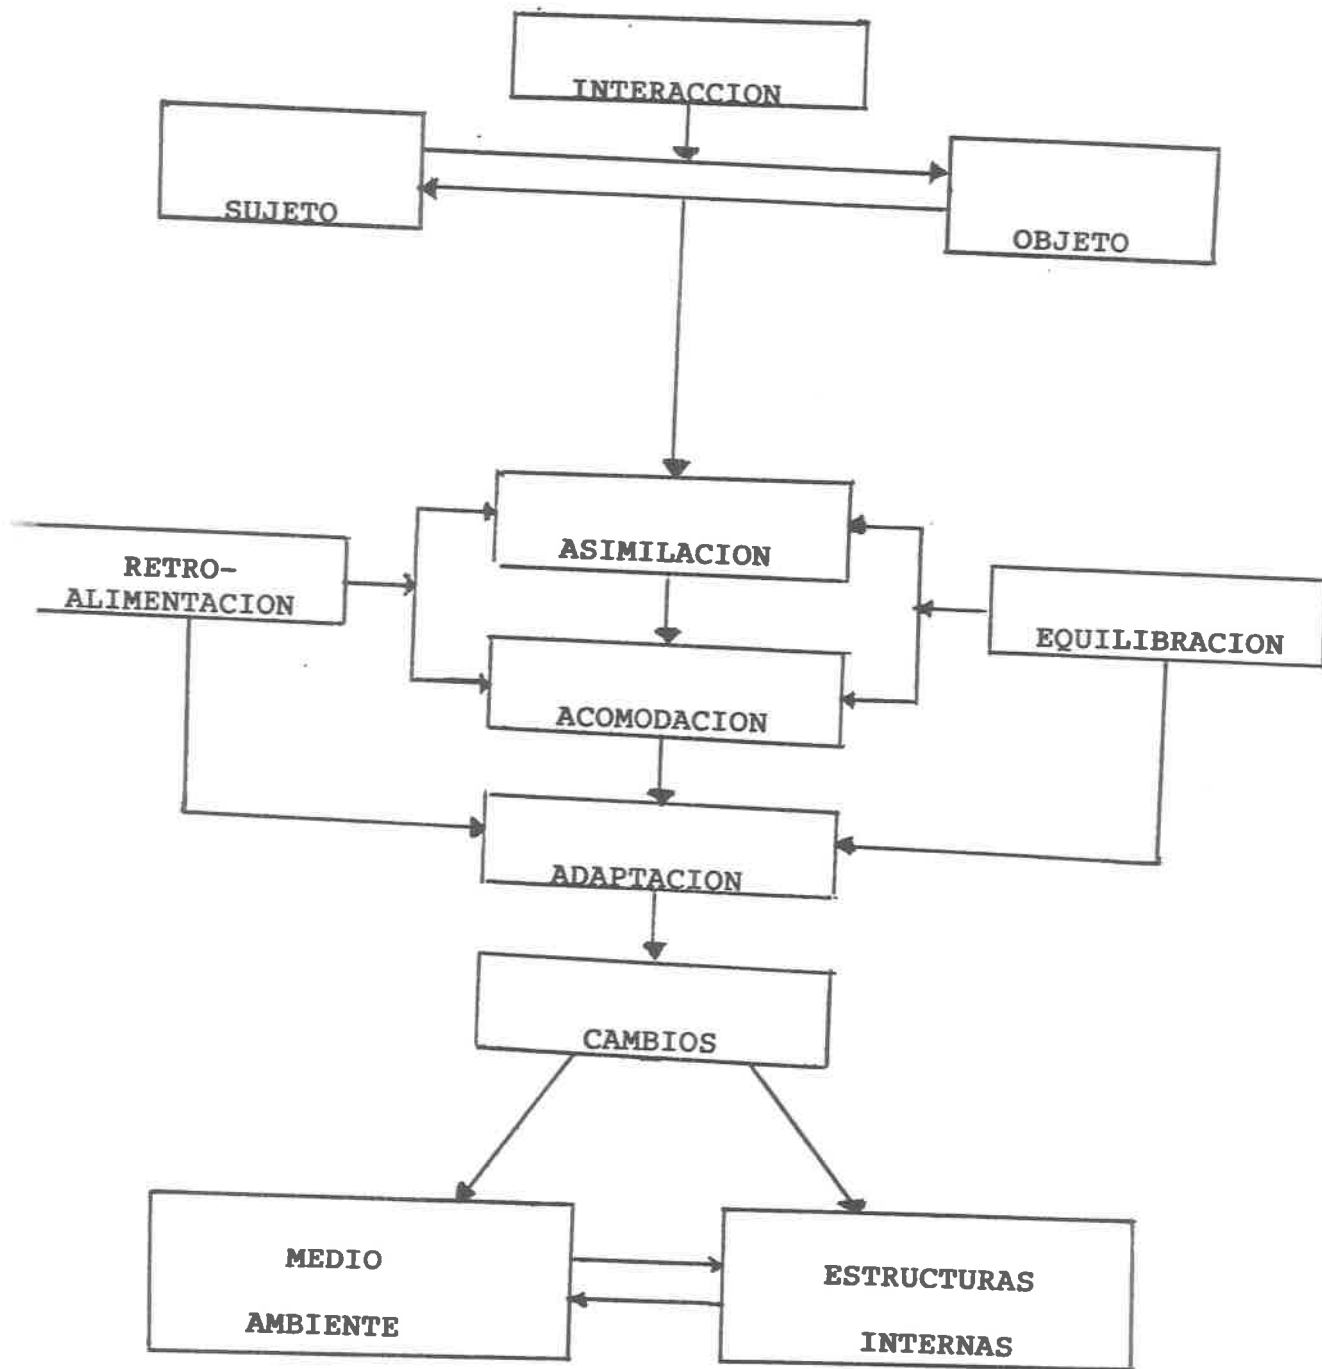 INTERACCION
SUJETO
OBJETO
ASIMILACION
RETRO-
ALIMENTACION
EQUILIBRACION
ACOMODACION
ADAPTACION
CAMBIOS
MEDIO
AMBIENTE
ESTRUCTURAS
INTERNAS